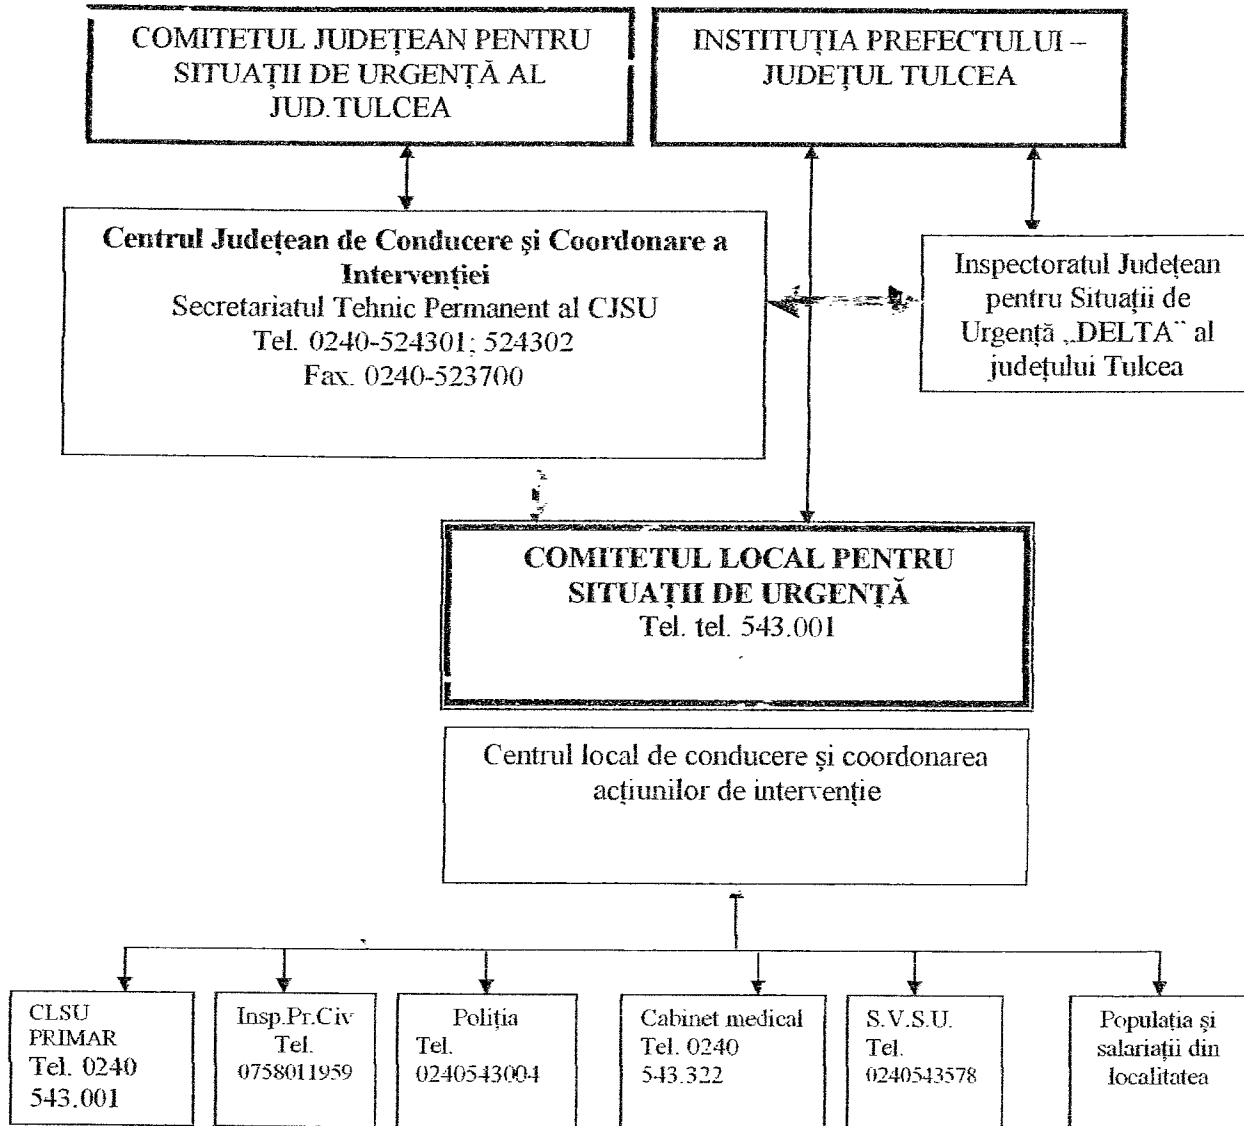 COMITETUL JUDEȚEAN PENTRU
SITUAȚII DE URGENȚĂ AL
JUD.TULCEA
INSTITUȚIA PREFECTULUI –
JUDEȚUL TULCEA
Centrul Județean de Conducere și Coordonare a
Intervenției
Secretariatul Tehnic Permanent al CJSU
Tel. 0240-524301; 524302
Fax. 0240-523700
Inspectoratul Județean
pentru Situații de
Urgență „DELTA¨ al
județului Tulcea
COMITETUL LOCAL PENTRU
SITUAȚII DE URGENȚĂ
Tel. tel. 543.001
Centrul local de conducere și coordonarea
acțiunilor de intervenție
CLSU
PRIMAR
Tel. 0240
543.001
Insp.Pr.Civ
Tel.
0758011959
Poliția
Tel.
0240543004
Cabinet medical
Tel. 0240
543.322
S.V.S.U.
Tel.
0240543578
Populația și
salariații din
localitatea